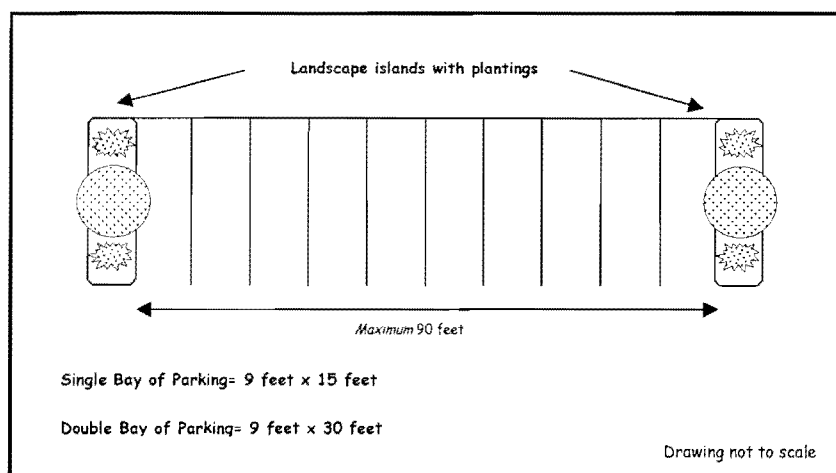 Landscape islands with plantings
Maximum 90 feet
Single Bay of Parking= 9 feet x 15 feet
Double Bay of Parking= 9 feet x 30 feet
Drawing not to scale